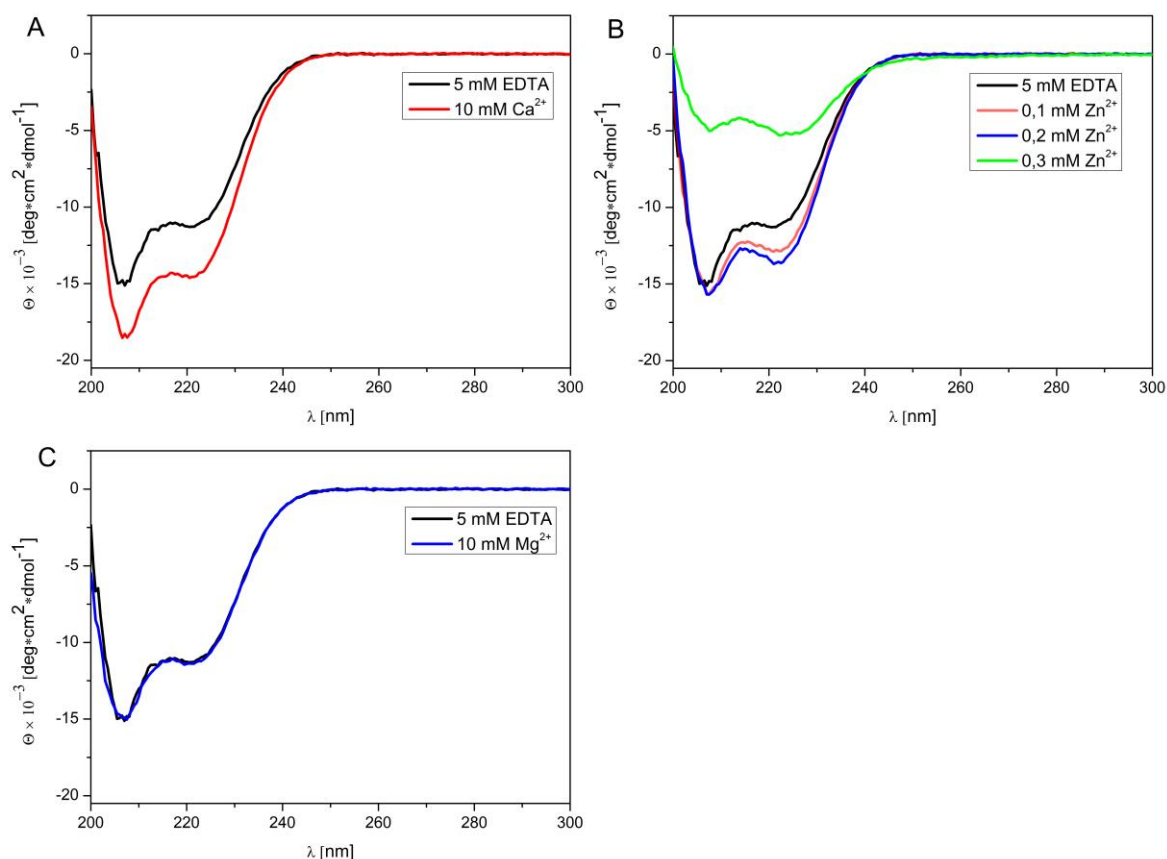 A
5 mM EDTA
10 mM Ca²⁺
Θ × 10⁻³ [deg*cm²*dmol⁻¹]
0
-5
-10
-15
-20
200 220 240 260 280 300
λ [nm]
B
5 mM EDTA
0,1 mM Zn²⁺
0,2 mM Zn²⁺
0,3 mM Zn²⁺
Θ × 10⁻³ [deg*cm²*dmol⁻¹]
0
-5
-10
-15
-20
200 220 240 260 280 300
λ [nm]
C
5 mM EDTA
10 mM Mg²⁺
Θ × 10⁻³ [deg*cm²*dmol⁻¹]
0
-5
-10
-15
-20
200 220 240 260 280 300
λ [nm]